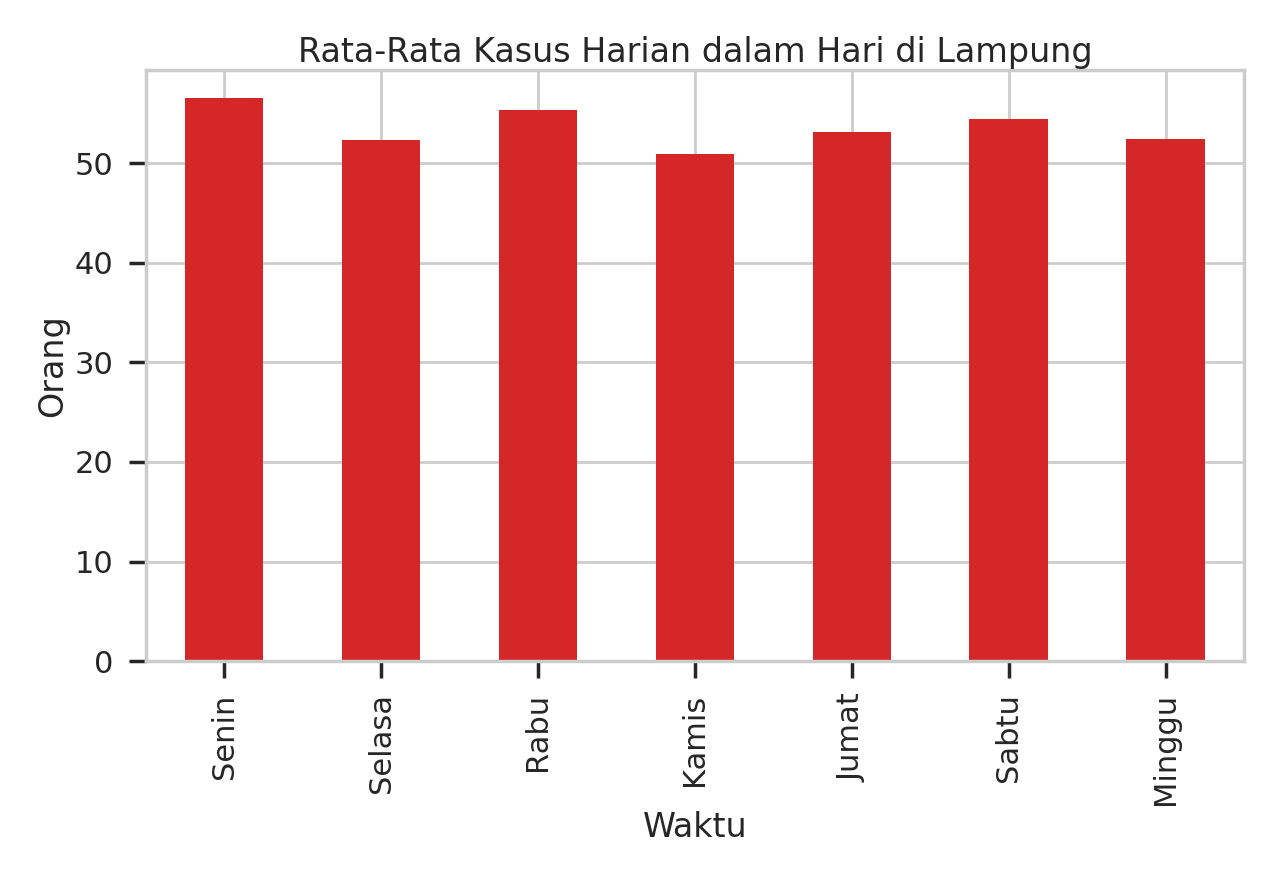 Rata-Rata Kasus Harian dalam Hari di Lampung
Orang
50
40
30
20
10
0
Senin
Selasa
Rabu
Kamis
Jumat
Sabtu
Minggu
Waktu